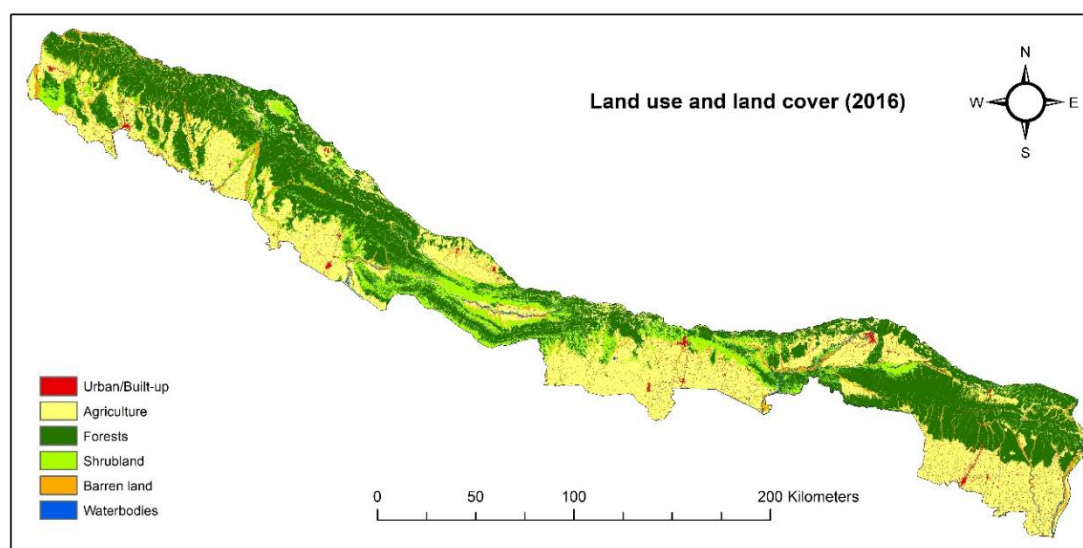 Land use and land cover (2016)
N
W E
S
Urban/Built-up
Agriculture
Forests
Shrubland
Barren land
Waterbodies
0 50 100 200 Kilometers